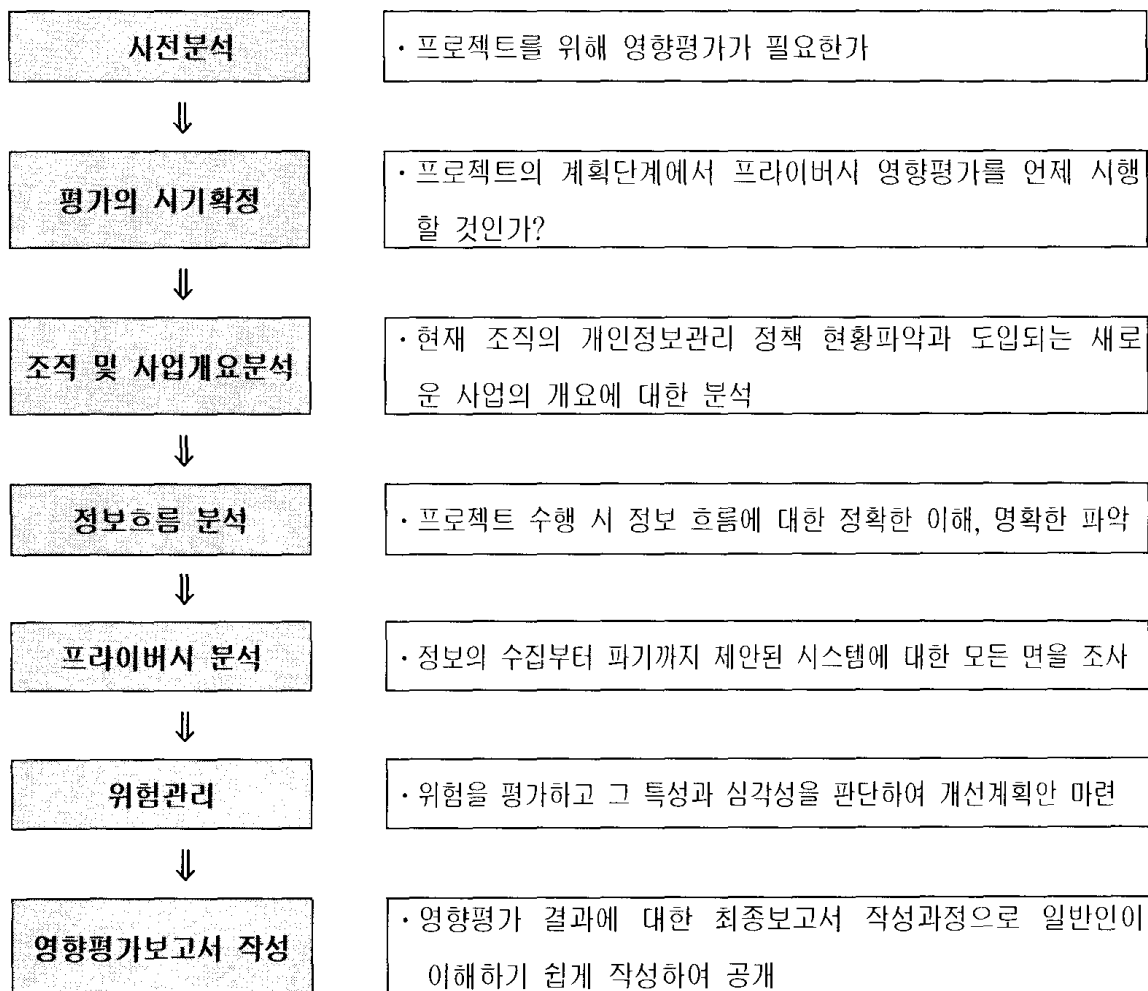 사전분석
· 프로젝트를 위해 영향평가가 필요한가
⇓
평가의 시기확정
· 프로젝트의 계획단계에서 프라이버시 영향평가를 언제 시행
할 것인가?
⇓
조직 및 사업개요분석
· 현재 조직의 개인정보관리 정책 현황파악과 도입되는 새로
운 사업의 개요에 대한 분석
⇓
정보흐름 분석
· 프로젝트 수행 시 정보 흐름에 대한 정확한 이해, 명확한 파악
⇓
프라이버시 분석
· 정보의 수집부터 파기까지 제안된 시스템에 대한 모든 면을 조사
⇓
위험관리
· 위험을 평가하고 그 특성과 심각성을 판단하여 개선계획안 마련
⇓
영향평가보고서 작성
· 영향평가 결과에 대한 최종보고서 작성과정으로 일반인이
이해하기 쉽게 작성하여 공개